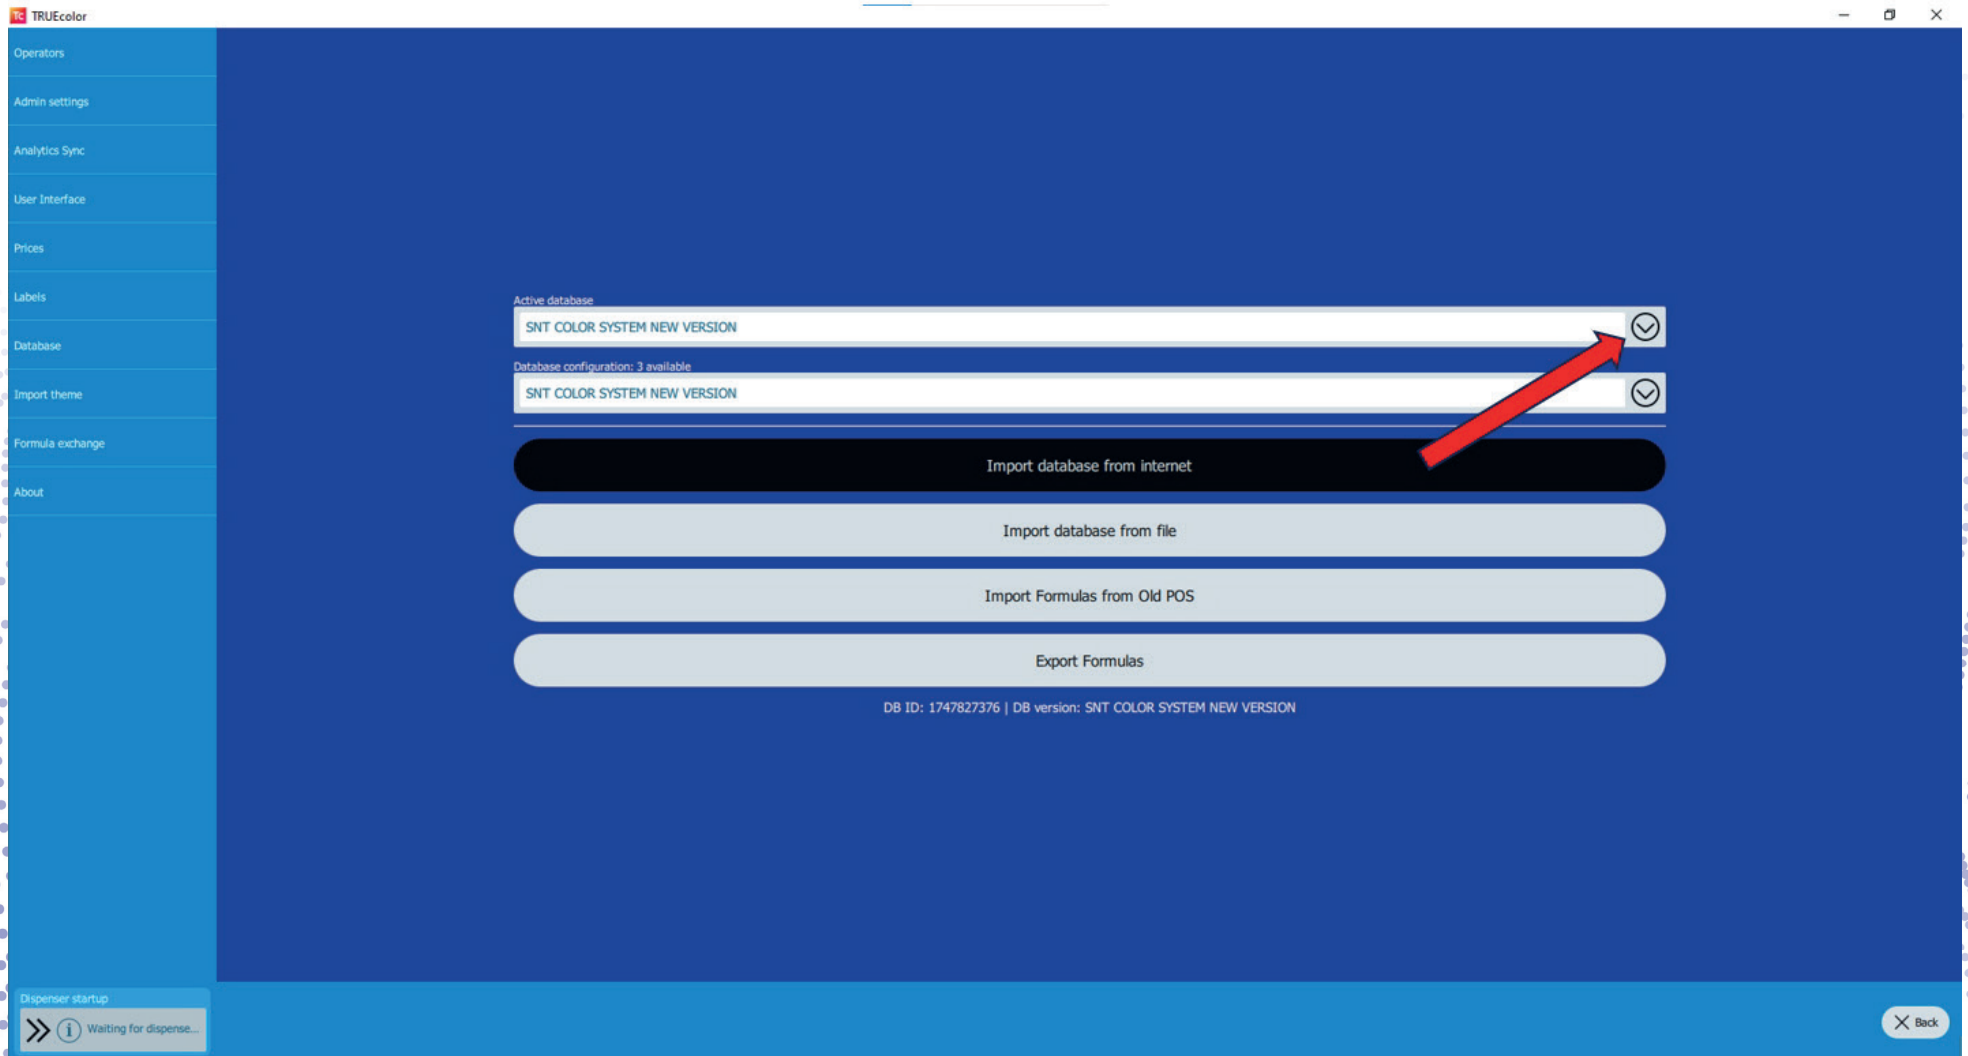 Tc TRUEcolor
Operators
Admin settings
Analytics Sync
User Interface
Prices
Labels
Database
Import theme
Formula exchange
About
Active database
SNT COLOR SYSTEM NEW VERSION
Database configuration: 3 available
SNT COLOR SYSTEM NEW VERSION
Import database from internet
Import database from file
Import Formulas from Old POS
Export Formulas
DB ID: 1747827376 | DB version: SNT COLOR SYSTEM NEW VERSION
Dispenser startup
Waiting for dispense...
Back